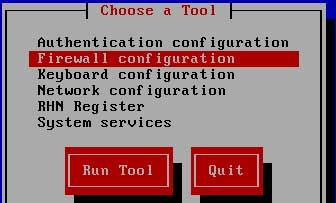 Choose a Tool
Authentication configuration
Firewall configuration
Keyboard configuration
Network configuration
RHN Register
System services
Run Tool Quit